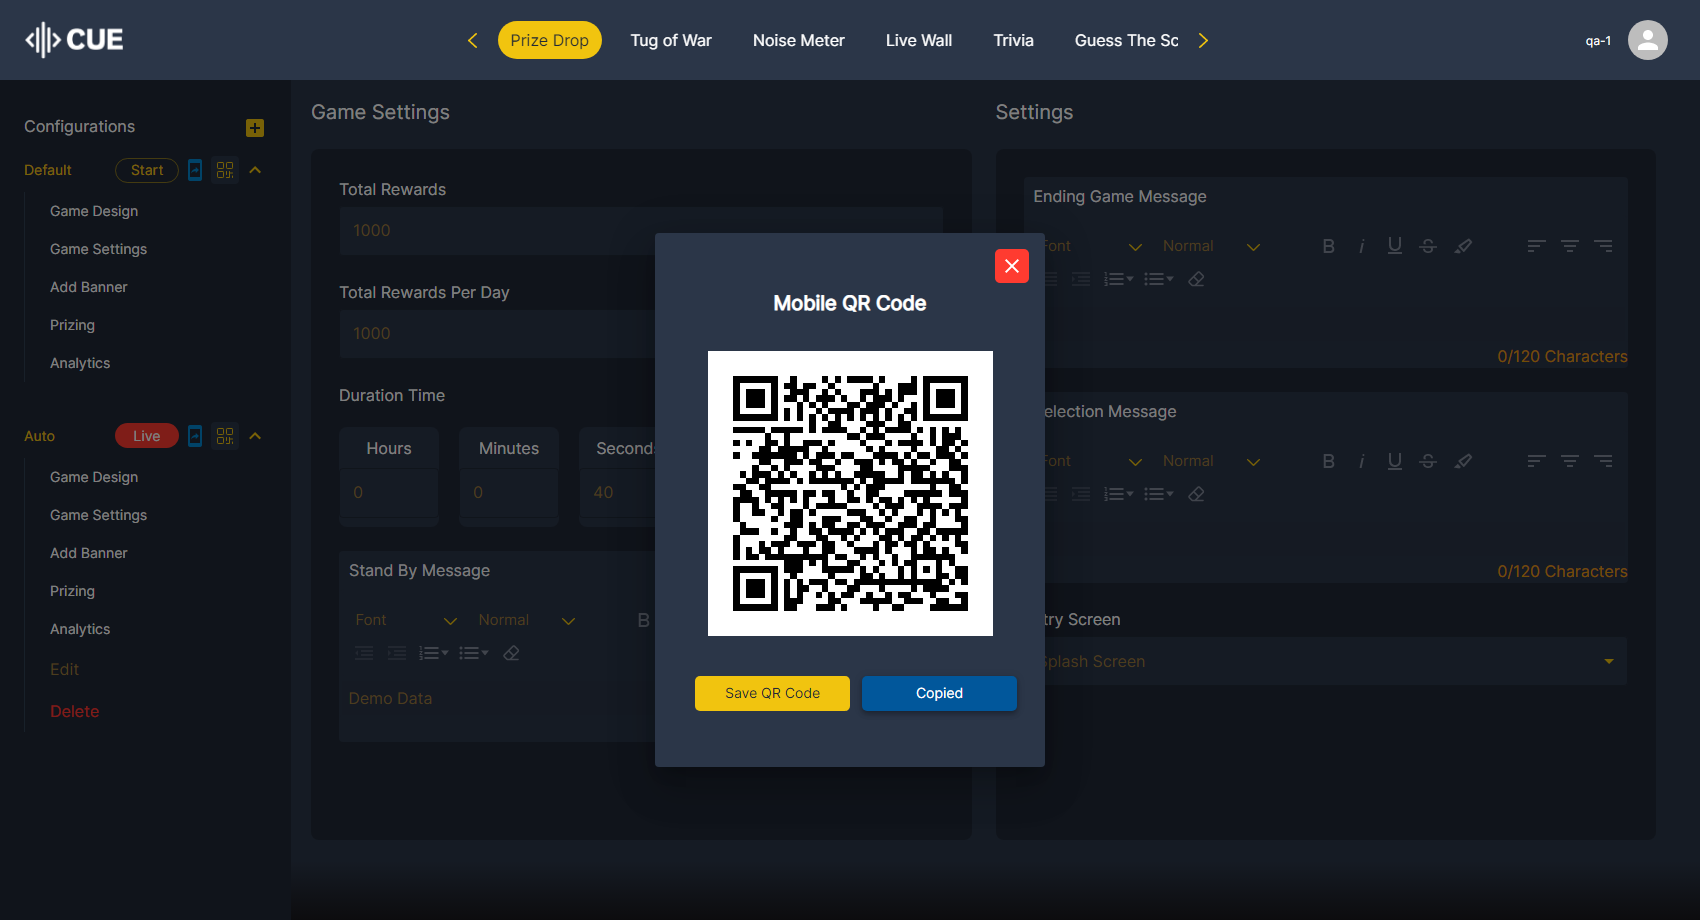 CUE
Prize Drop
Tug of War
Noise Meter
Live Wall
Trivia
Guess The Sc
qa-1
Configurations
Default
Start
Game Design
Game Settings
Add Banner
Prizing
Analytics
Auto
Live
Game Design
Game Settings
Add Banner
Prizing
Analytics
Edit
Delete
Game Settings
Total Rewards
1000
Total Rewards Per Day
1000
Duration Time
Hours
Minutes
Seconds
0
0
40
Stand By Message
Font
Normal
B
Demo Data
Mobile QR Code
Save QR Code
Copied
Settings
Ending Game Message
Font
Normal
B i U S
0/120 Characters
election Message
Font
Normal
B i U S
0/120 Characters
try Screen
Splash Screen